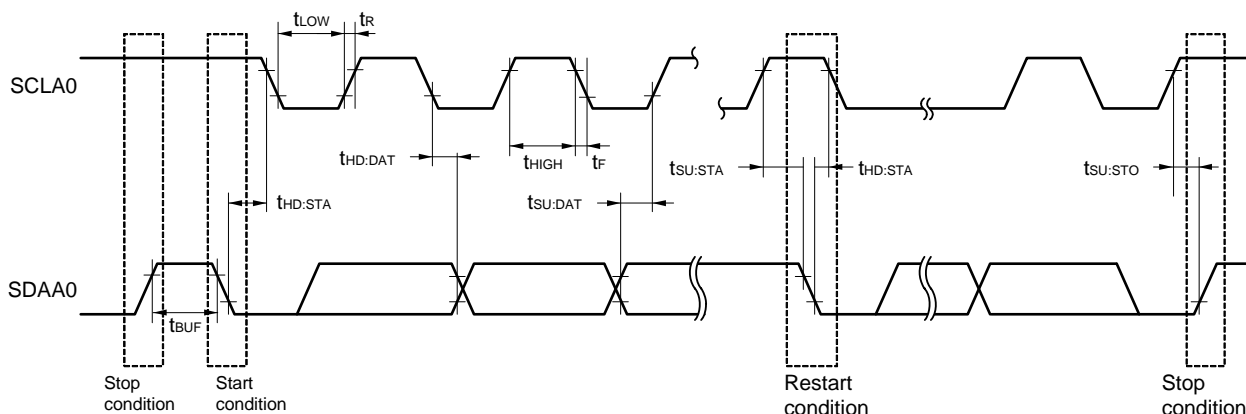 tLOW tR
SCLA0
tHD:DAT tHIGH tF tSU:STA tHD:STA tSU:STO
tHD:STA tSU:DAT
SDAA0
tBUF
Stop condition
Start condition
Restart condition
Stop condition